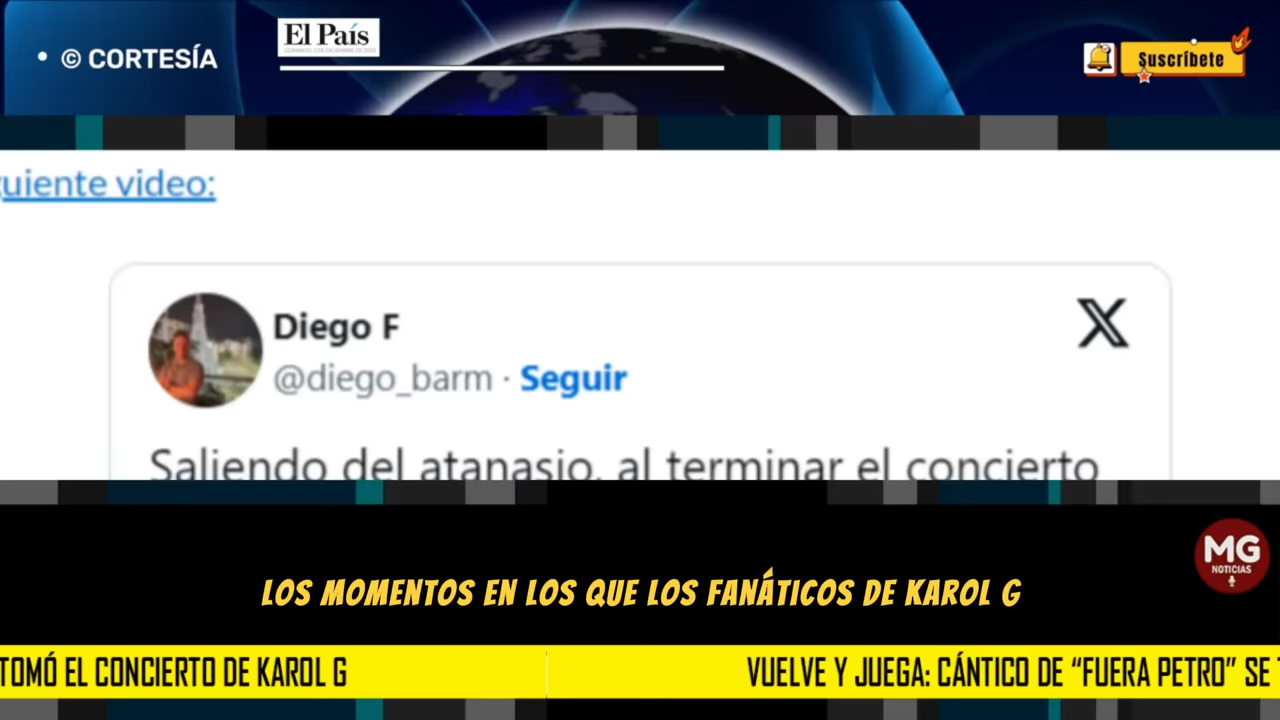 • © CORTESÍA
El País
Suscríbete
guiente video:
Diego F
X
@diego_barm · Seguir
Saliendo del atanasio, al terminar el concierto
MG
NOTICIAS
LOS MOMENTOS EN LOS QUE LOS FANÁTICOS DE KAROL G
TOMÓ EL CONCIERTO DE KAROL G
VUELVE Y JUEGA: CÁNTICO DE “FUERA PETRO” SE